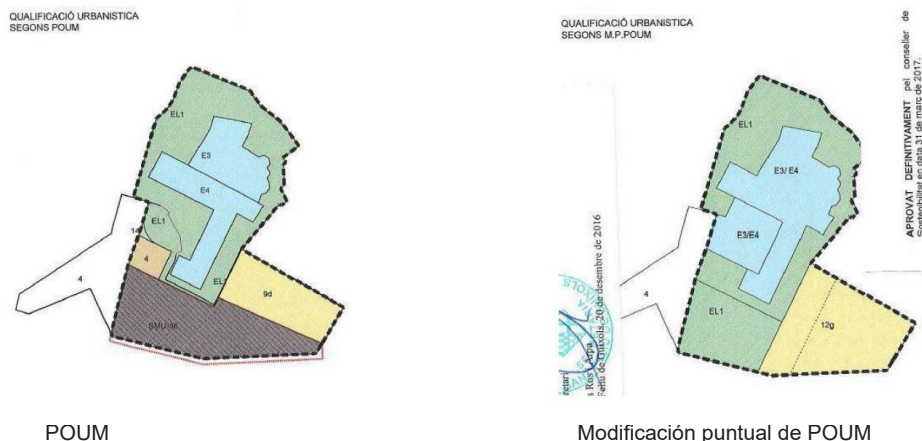 QUALIFICACIÓ URBANISTICA
SEGONS POUM
EL1
E3
E4
EL1
14
4
4
EL
9d
SMU-36
POUM
QUALIFICACIÓ URBANISTICA
SEGONS M.P.POUM
EL1
E3/ E4
E3/E4
4
EL1
12g
APROVAT DEFINITIVAMENT pel conseller de
Sostenibilitat en data 31 de març de 2017.
Feliu de Guíxols, 20 de desembre de 2016
Modificación puntual de POUM